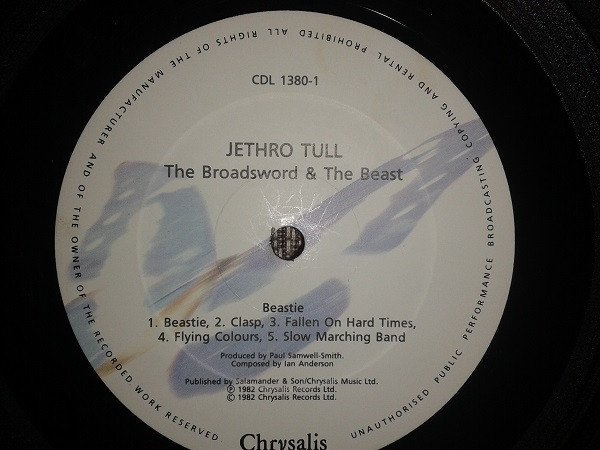 CDL 1380-1
JETHRO TULL
The Broadsword & The Beast
Beastie
1. Beastie, 2. Clasp, 3. Fallen On Hard Times,
4. Flying Colours, 5. Slow Marching Band
Produced by Paul Samwell-Smith.
Composed by Ian Anderson
Published by Salamander & Son/Chrysalis Music Ltd.
Ⓟ 1982 Chrysalis Records Ltd.
© 1982 Chrysalis Records Ltd.
Chrysalis
ALL RIGHTS OF THE MANUFACTURER AND OF THE OWNER OF THE RECORDED WORK RESERVED
UNAUTHORISED PUBLIC PERFORMANCE BROADCASTING COPYING AND RENTAL PROHIBITED